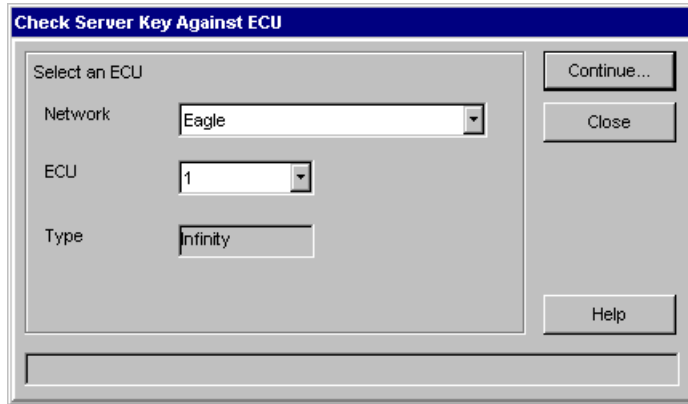 Check Server Key Against ECU
Select an ECU
Network
Eagle
ECU
1
Type
Infinity
Continue...
Close
Help